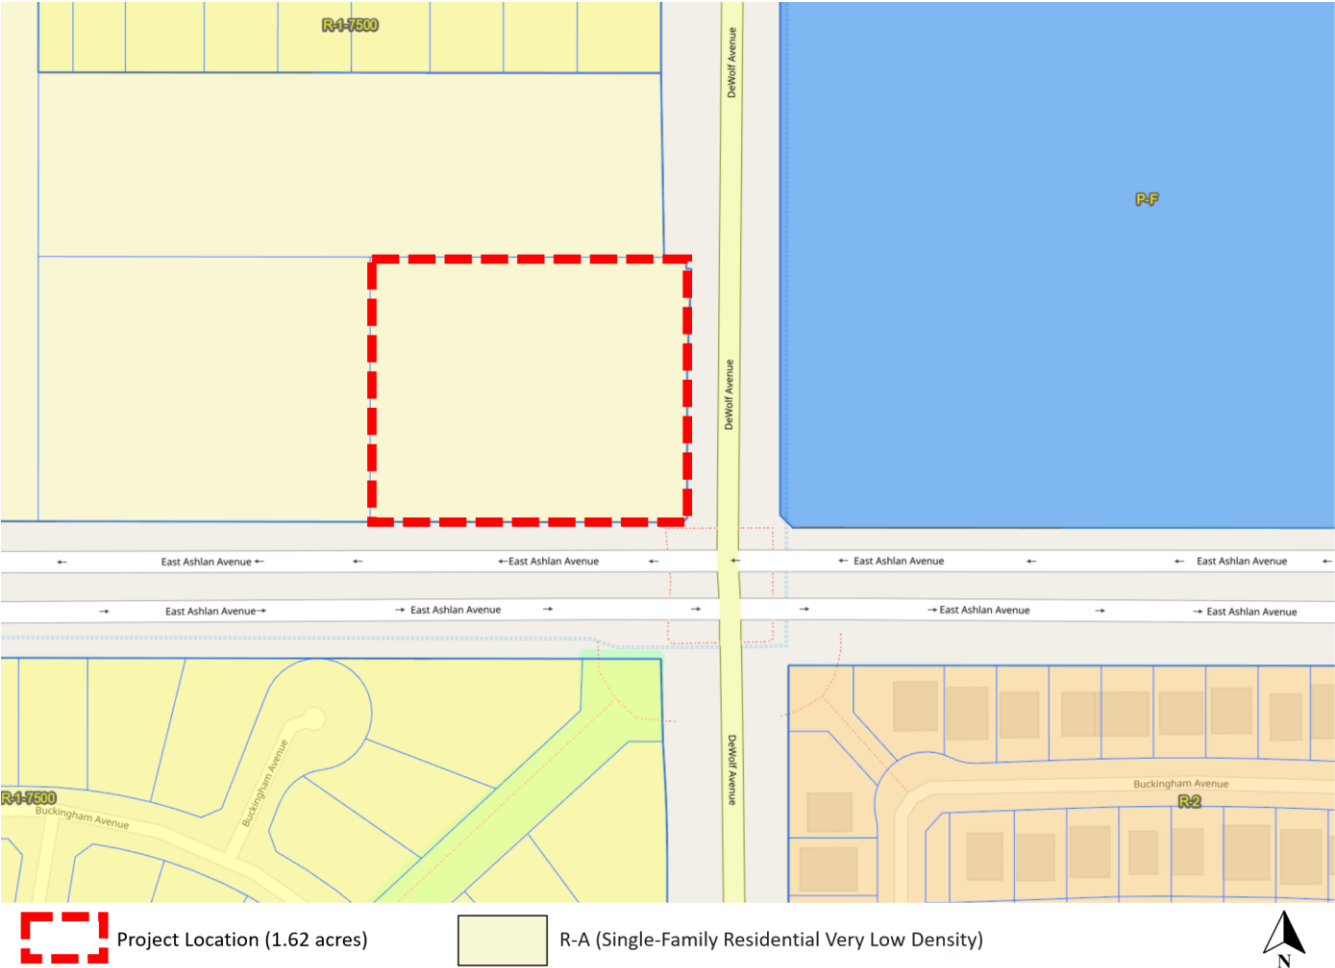 R-1-7500
DeWolf Avenue
P-F
DeWolf Avenue
East Ashlan Avenue
East Ashlan Avenue
East Ashlan Avenue
East Ashlan Avenue
East Ashlan Avenue
East Ashlan Avenue
East Ashlan Avenue
East Ashlan Avenue
DeWolf Avenue
Buckingham Avenue
R-1-7500
Buckingham Avenue
Buckingham Avenue
R-2
Project Location (1.62 acres)
R-A (Single-Family Residential Very Low Density)
N